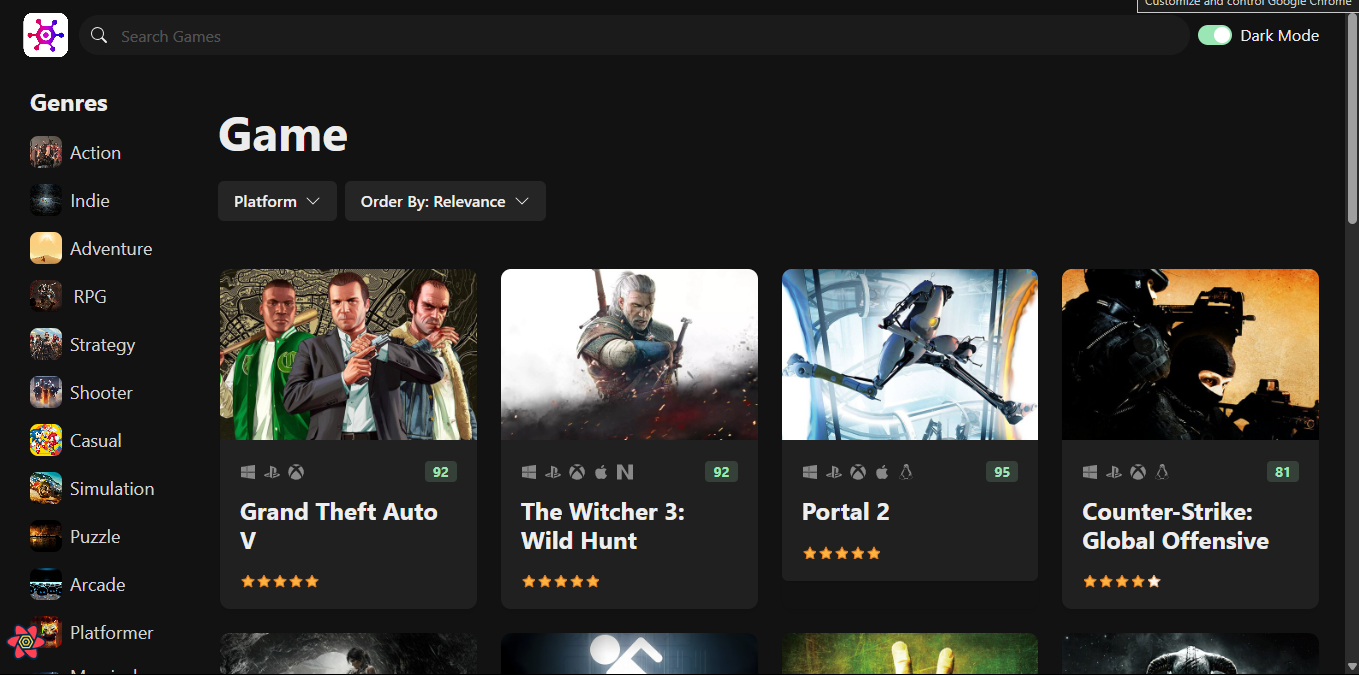 Customize and control Google Chrome
Search Games
Dark Mode
Genres
Action
Indie
Adventure
RPG
Strategy
Shooter
Casual
Simulation
Puzzle
Arcade
Platformer
Game
Platform
Order By: Relevance
92
Grand Theft Auto
V
92
The Witcher 3:
Wild Hunt
95
Portal 2
81
Counter-Strike:
Global Offensive